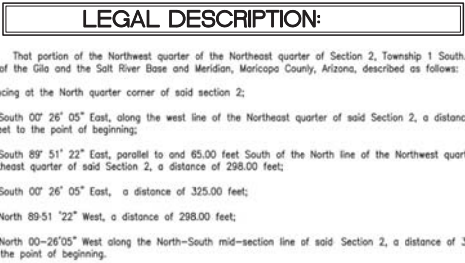 LEGAL DESCRIPTION:
That portion of the Northwest quarter of the Northeast quarter of Section 2, Township 1 South,
of the Gila and the Salt River Base and Meridian, Maricopa County, Arizona, described as follows:
cing at the North quarter corner of said section 2;
South 00° 26' 05" East, along the west line of the Northeast quarter of said Section 2, a distanc
eet to the point of beginning;
South 89° 51' 22" East, parallel to and 65.00 feet South of the North line of the Northwest quar
heast quarter of said Section 2, a distance of 298.00 feet;
South 00° 26' 05" East, a distance of 325.00 feet;
North 89-51 '22" West, a distance of 298.00 feet;
North 00-26'05" West along the North-South mid-section line of said Section 2, a distance of 3
the point of beginning.